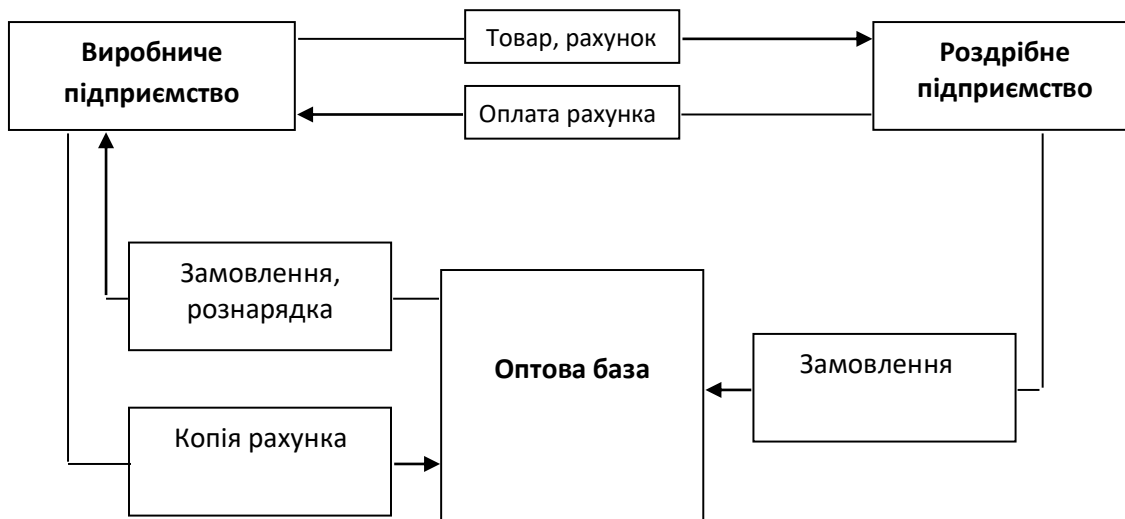 Виробниче
підприємство
Товар, рахунок
Роздрібне
підприємство
Оплата рахунка
Замовлення,
рознарядка
Оптова база
Замовлення
Копія рахунка